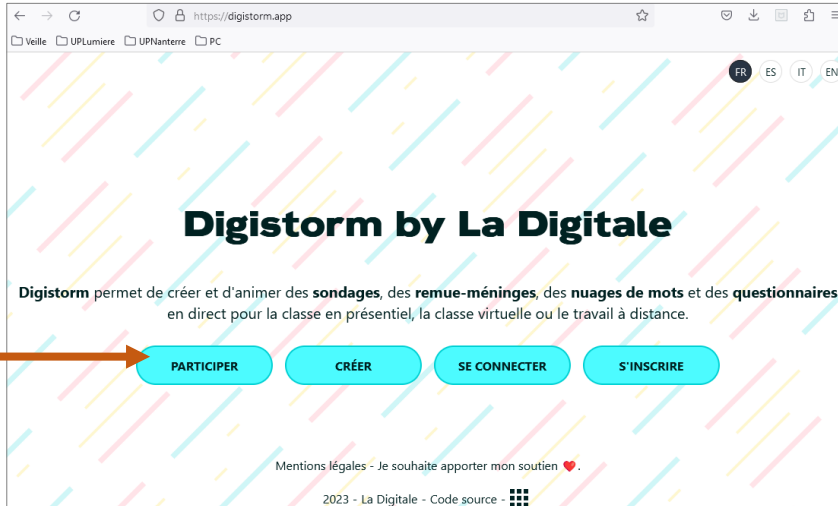 https://digistorm.app
Veille UPLumiere UPNanterre PC
FR ES IT EN
Digistorm by La Digitale
Digistorm permet de créer et d'animer des sondages, des remue-méninges, des nuages de mots et des questionnaires
en direct pour la classe en présentiel, la classe virtuelle ou le travail à distance.
PARTICIPER CRÉER SE CONNECTER S'INSCRIRE
Mentions légales - Je souhaite apporter mon soutien ❤️.
2023 - La Digitale - Code source -